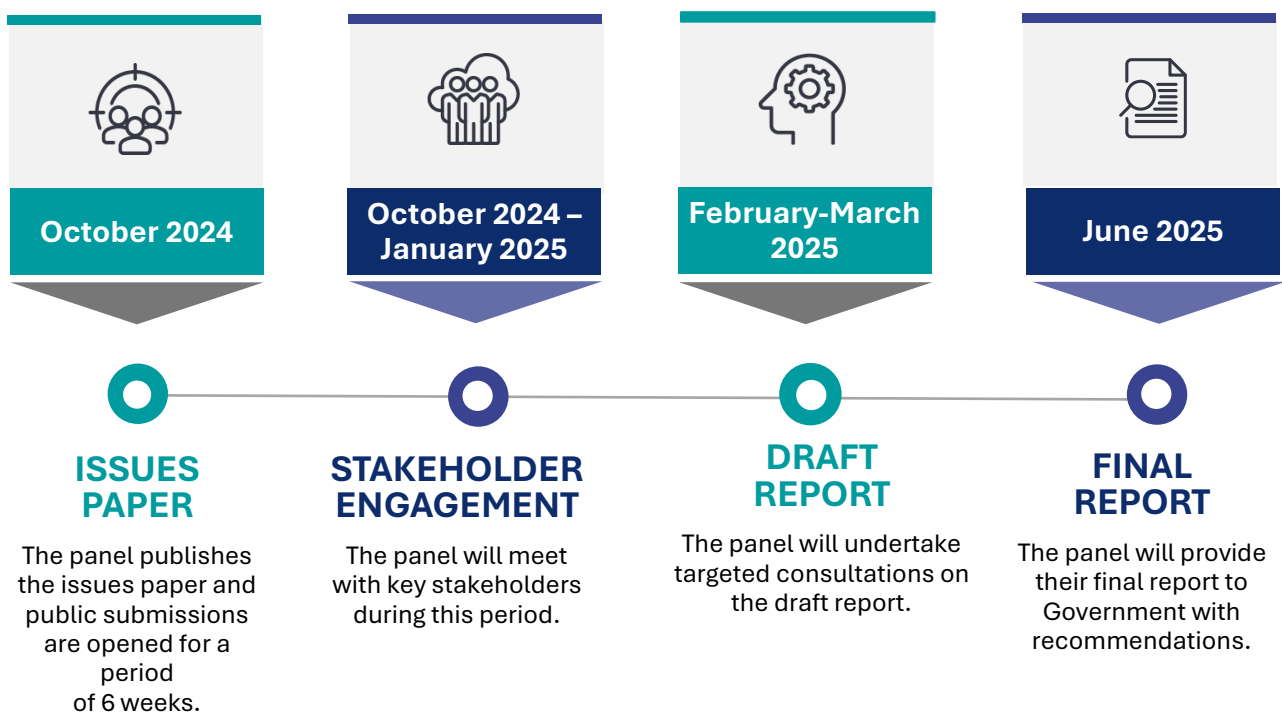 October 2024
October 2024 –
January 2025
February-March
2025
June 2025
ISSUES
PAPER
The panel publishes
the issues paper and
public submissions
are opened for a
period
of 6 weeks.
STAKEHOLDER
ENGAGEMENT
The panel will meet
with key stakeholders
during this period.
DRAFT
REPORT
The panel will undertake
targeted consultations on
the draft report.
FINAL
REPORT
The panel will provide
their final report to
Government with
recommendations.